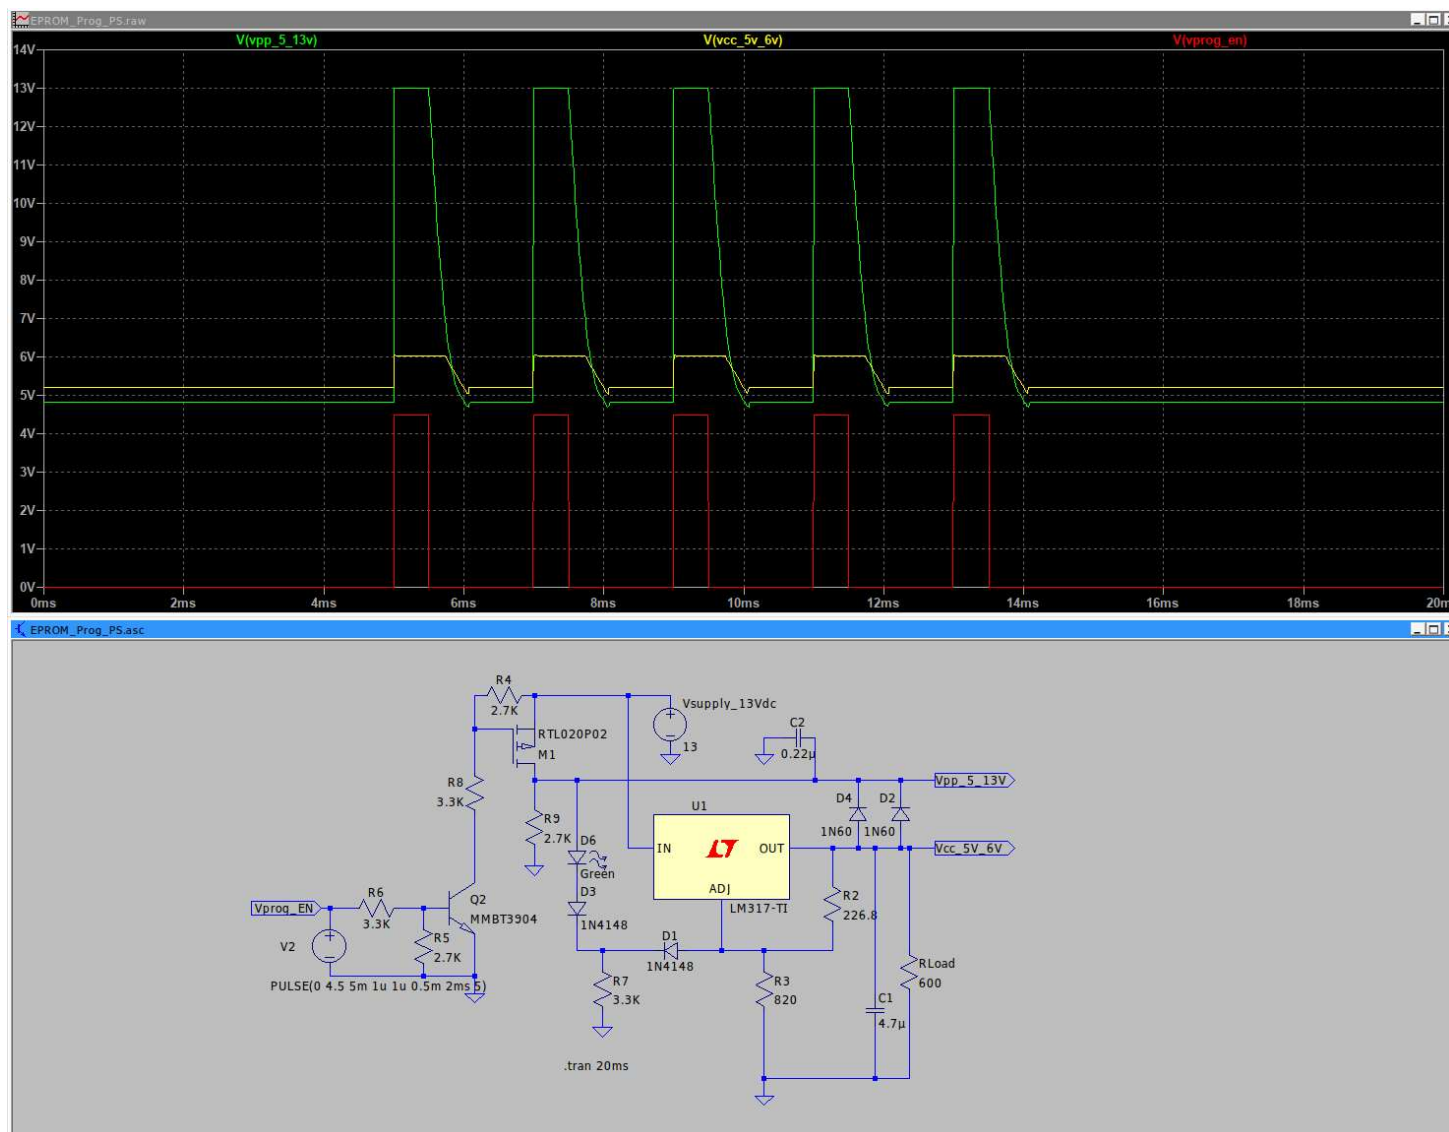 EPROM_Prog_PS.raw
V(vpp_5_13v) V(vcc_5v_6v) V(vprog_en)
14V
13V
12V
11V
10V
9V
8V
7V
6V
5V
4V
3V
2V
1V
0V
0ms 2ms 4ms 6ms 8ms 10ms 12ms 14ms 16ms 18ms 20m
EPROM_Prog_PS.asc
R4
2.7K
Vsupply_13Vdc
13
RTL020P02
M1
C2
0.22µ
R8
3.3K
Vpp_5_13V
R9
2.7K
D6
Green
U1
IN
OUT
ADJ
LM317-TI
D4
1N60
D2
1N60
Vcc_5V_6V
Vprog_EN
R6
3.3K
Q2
MMBT3904
D3
1N4148
R2
226.8
V2
R5
2.7K
PULSE(0 4.5 5m 1u 1u 0.5m 2ms 5)
D1
1N4148
R7
3.3K
R3
820
C1
4.7µ
RLoad
600
.tran 20ms